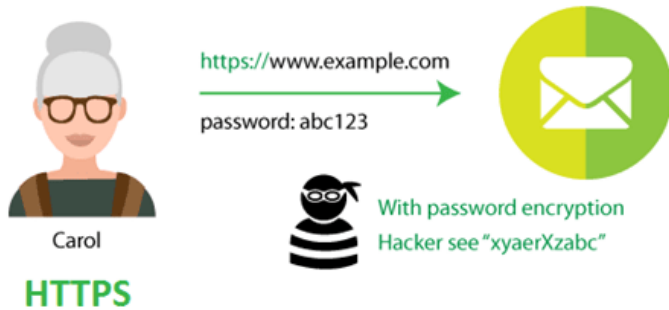 https://www.example.com
password: abc123
Carol
With password encryption
Hacker see “xyaerXzabc”
HTTPS